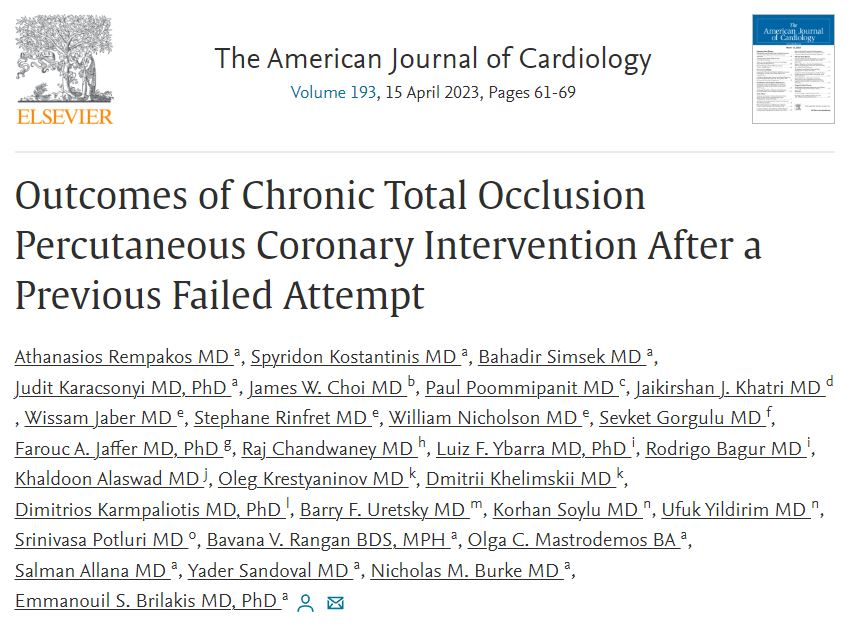 The American Journal of Cardiology
Volume 193, 15 April 2023, Pages 61-69
ELSEVIER
The
American Journal
of Cardiology
Outcomes of Chronic Total Occlusion
Percutaneous Coronary Intervention After a
Previous Failed Attempt
Athanasios Rempakos MD a, Spyridon Kostantinis MD a, Bahadir Simsek MD a,
Judit Karacsonyi MD, PhD a, James W. Choi MD b, Paul Poommipanit MD c, Jaikirshan J. Khatri MD d
, Wissam Jaber MD e, Stephane Rinfret MD e, William Nicholson MD e, Sevket Gorgulu MD f,
Farouc A. Jaffer MD, PhD g, Raj Chandwaney MD h, Luiz F. Ybarra MD, PhD i, Rodrigo Bagur MD i,
Khaldoon Alaswad MD j, Oleg Krestyaninov MD k, Dmitrii Khelimskii MD k,
Dimitrios Karmpaliotis MD, PhD l, Barry F. Uretsky MD m, Korhan Soylu MD n, Ufuk Yildirim MD n,
Srinivasa Potluri MD o, Bavana V. Rangan BDS, MPH a, Olga C. Mastrodemos BA a,
Salman Allana MD a, Yader Sandoval MD a, Nicholas M. Burke MD a,
Emmanouil S. Brilakis MD, PhD a